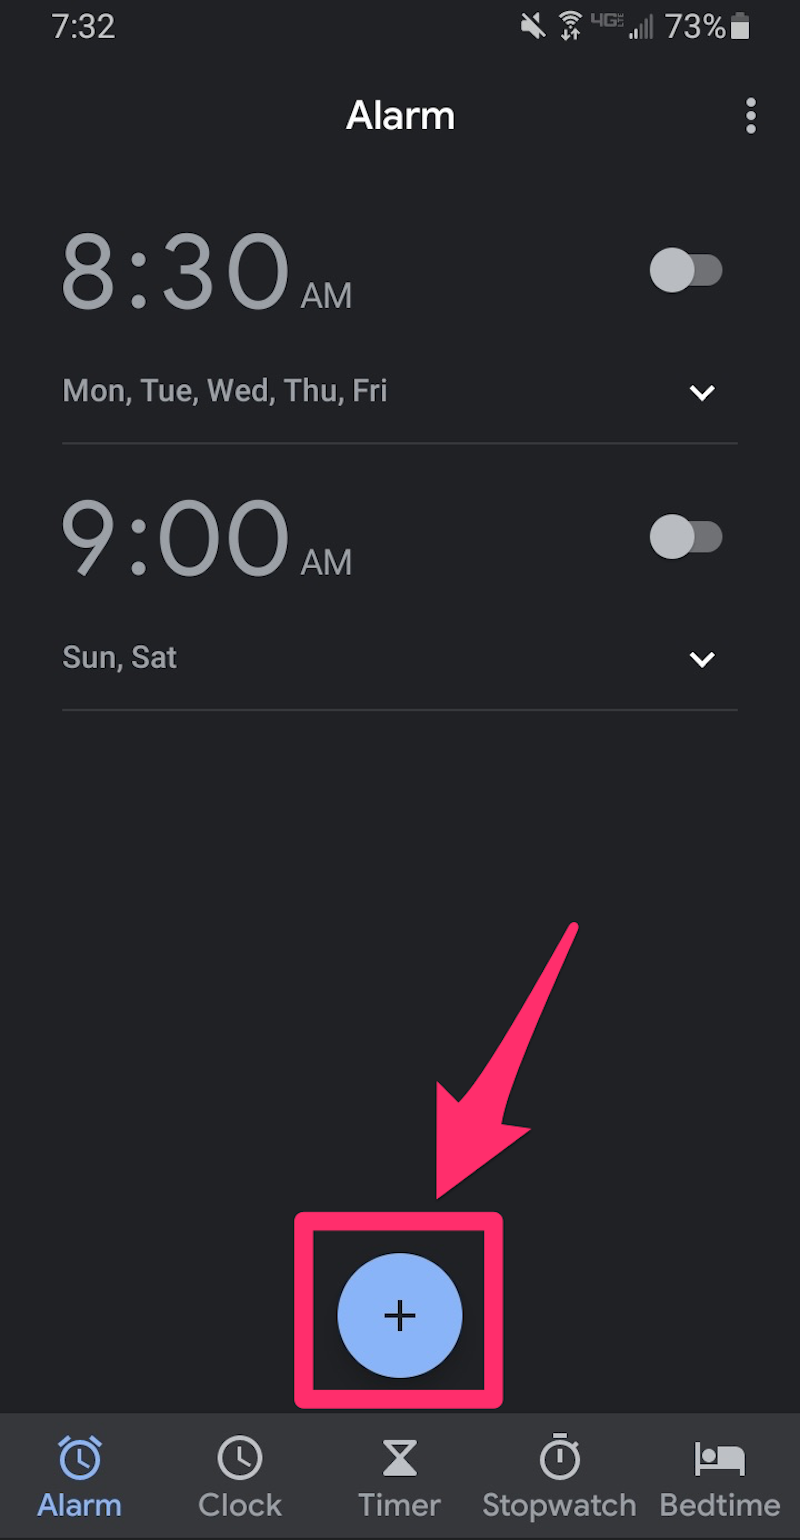 7:32 4G 73%
Alarm
8:30 AM
Mon, Tue, Wed, Thu, Fri
9:00 AM
Sun, Sat
+
Alarm Clock Timer Stopwatch Bedtime